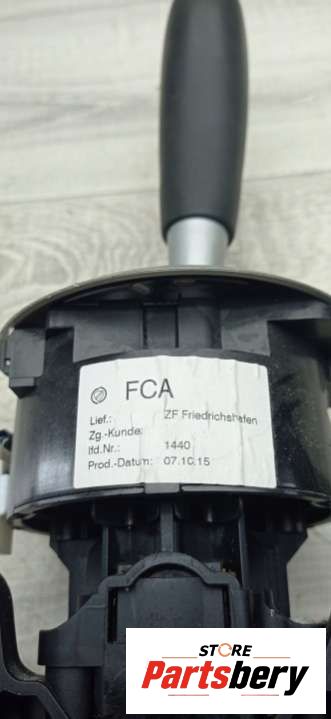 FCA
Lief.: ZF Friedrichshafen
Zg.-Kunde:
lfd.Nr.: 1440
Prod.-Datum: 07.10.15
STORE
Partsbery